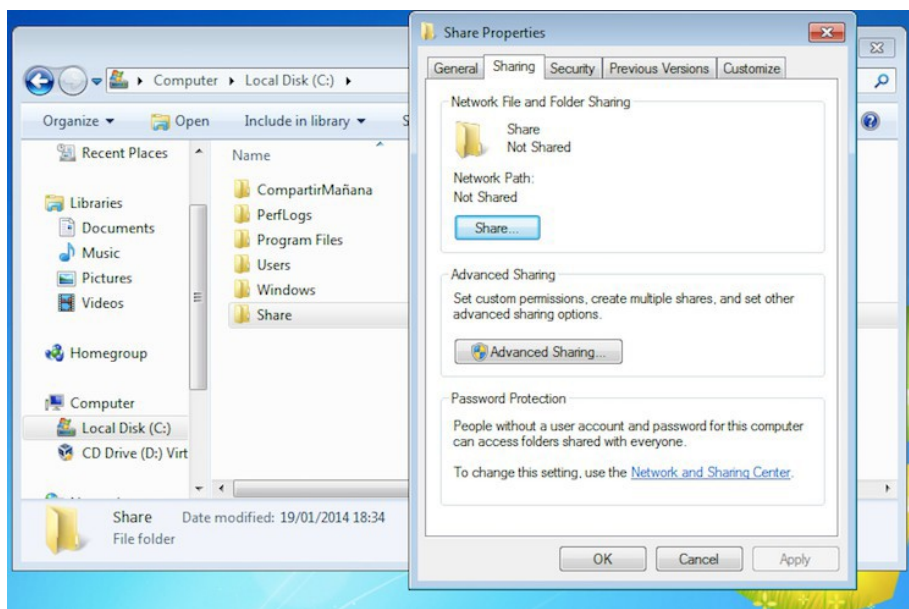 Computer ▸ Local Disk (C:) ▸
Organize
Open
Include in library
Recent Places
Libraries
Documents
Music
Pictures
Videos
Homegroup
Computer
Local Disk (C:)
CD Drive (D:) Virt
Name
CompartirMañana
PerfLogs
Program Files
Users
Windows
Share
Share
Date modified: 19/01/2014 18:34
File folder
Share Properties
General
Sharing
Security
Previous Versions
Customize
Network File and Folder Sharing
Share
Not Shared
Network Path:
Not Shared
Share...
Advanced Sharing
Set custom permissions, create multiple shares, and set other
advanced sharing options.
Advanced Sharing...
Password Protection
People without a user account and password for this computer
can access folders shared with everyone.
To change this setting, use the Network and Sharing Center.
OK
Cancel
Apply